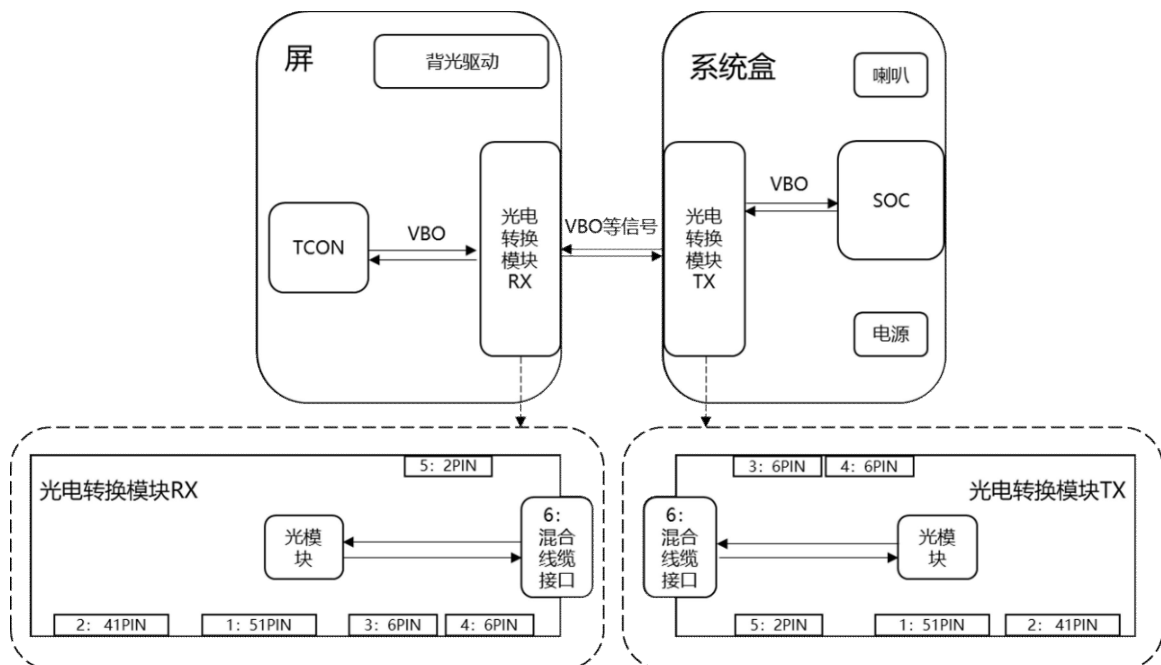 屏
背光驱动
TCON
VBO
光电
转换
模块
RX
VBO等信号
系统盒
喇叭
光电
转换
模块
TX
VBO
SOC
电源
光电转换模块RX
5: 2PIN
光模
块
6:
混合
线缆
接口
2: 41PIN
1: 51PIN
3: 6PIN
4: 6PIN
3: 6PIN
4: 6PIN
光电转换模块TX
6:
混合
线缆
接口
光模
块
5: 2PIN
1: 51PIN
2: 41PIN